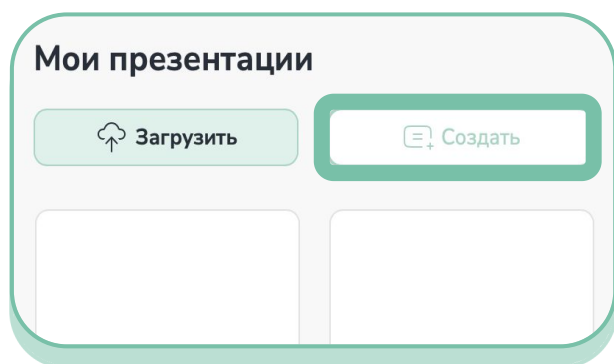 Мои презентации
Загрузить
Создать